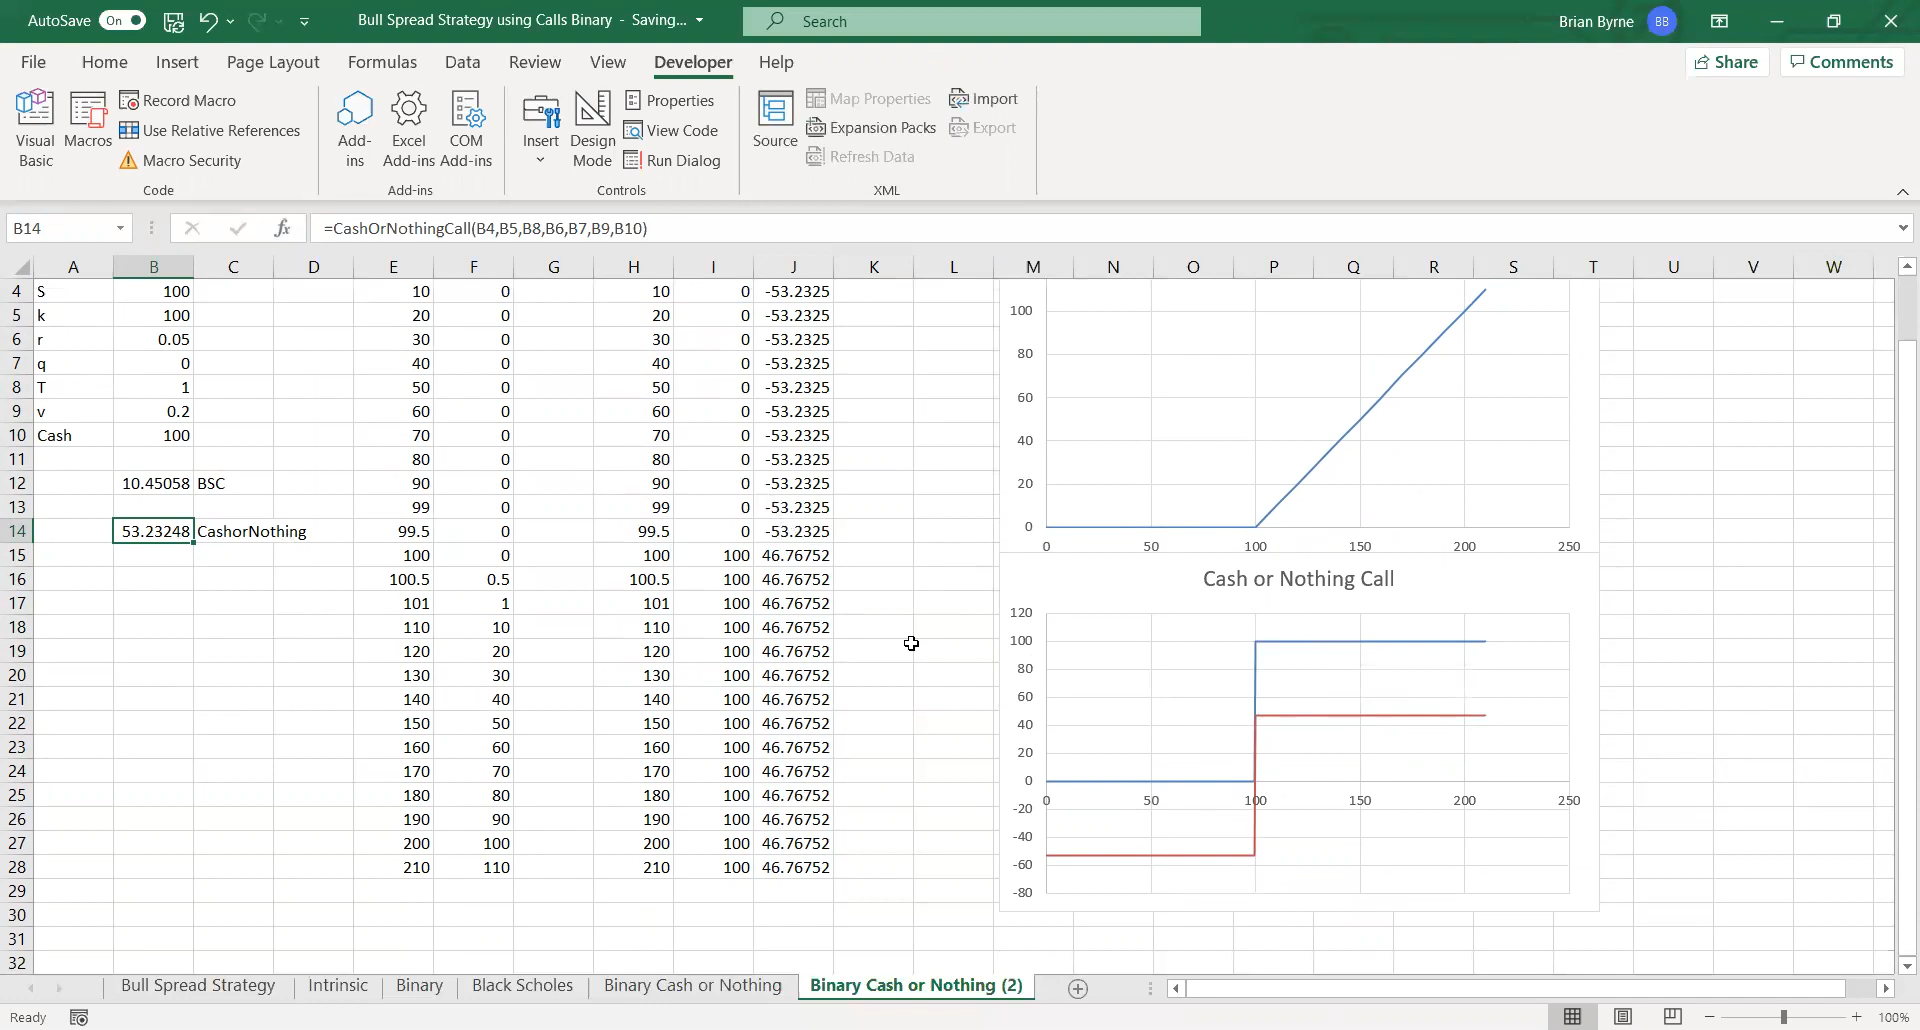 AutoSave On Bull Spread Strategy using Calls Binary - Saving... Search Brian Byrne BB
File Home Insert Page Layout Formulas Data Review View Developer Help Share Comments
Visual Basic
Macros
Record Macro
Use Relative References
Macro Security
Code
Add-ins
Excel Add-ins
COM Add-ins
Add-ins
Insert
Design Mode
Properties
View Code
Run Dialog
Controls
Source
Map Properties
Expansion Packs
Refresh Data
Import
Export
XML
B14 fx =CashOrNothingCall(B4,B5,B8,B6,B7,B9,B10)
A B C D E F G H I J K L M N O P Q R S T U V W
4 S 100 10 0 10 0 -53.2325
5 k 100 20 0 20 0 -53.2325
6 r 0.05 30 0 30 0 -53.2325
7 q 0 40 0 40 0 -53.2325
8 T 1 50 0 50 0 -53.2325
9 v 0.2 60 0 60 0 -53.2325
10 Cash 100 70 0 70 0 -53.2325
11 80 0 80 0 -53.2325
12 10.45058 BSC 90 0 90 0 -53.2325
13 99 0 99 0 -53.2325
14 53.23248 CashorNothing 99.5 0 99.5 0 -53.2325
15 100 0 100 100 46.76752
16 100.5 0.5 100.5 100 46.76752
17 101 1 101 100 46.76752
18 110 10 110 100 46.76752
19 120 20 120 100 46.76752
20 130 30 130 100 46.76752
21 140 40 140 100 46.76752
22 150 50 150 100 46.76752
23 160 60 160 100 46.76752
24 170 70 170 100 46.76752
25 180 80 180 100 46.76752
26 190 90 190 100 46.76752
27 200 100 200 100 46.76752
28 210 110 210 100 46.76752
29
30
31
32
100
80
60
40
20
0
0 50 100 150 200 250
Cash or Nothing Call
120
100
80
60
40
20
0
0 50 100 150 200 250
-20
-40
-60
-80
Bull Spread Strategy Intrinsic Binary Black Scholes Binary Cash or Nothing Binary Cash or Nothing (2)
Ready 100%